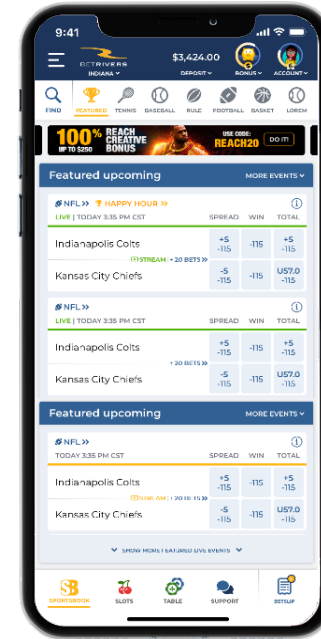 9:41
BETRIVERS
INDIANA
$3,424.00
DEPOSIT
BONUS
ACCOUNT
FIND FEATURED TENNIS BASEBALL RULE FOOTBALL BASKET LOREM
100% UP TO $250 REACH CREATIVE BONUS USE CODE: REACH20 DO IT!
Featured upcoming MORE EVENTS
NFL HAPPY HOUR
LIVE | TODAY 3:35 PM CST SPREAD WIN TOTAL
Indianapolis Colts +5 -115 -115 +5 -115
STREAM | + 20 BETS
Kansas City Chiefs -5 -115 -115 U57.0 -115
NFL
LIVE | TODAY 3:35 PM CST SPREAD WIN TOTAL
Indianapolis Colts +5 -115 -115 +5 -115
+ 20 BETS
Kansas City Chiefs -5 -115 -115 U57.0 -115
Featured upcoming MORE EVENTS
NFL
TODAY 3:35 PM CST SPREAD WIN TOTAL
Indianapolis Colts +5 -115 -115 +5 -115
STREAM | + 20 BETS
Kansas City Chiefs -5 -115 -115 U57.0 -115
SHOW MORE FEATURED LIVE EVENTS
SB
SPORTSBOOK SLOTS TABLE SUPPORT BETSLIP